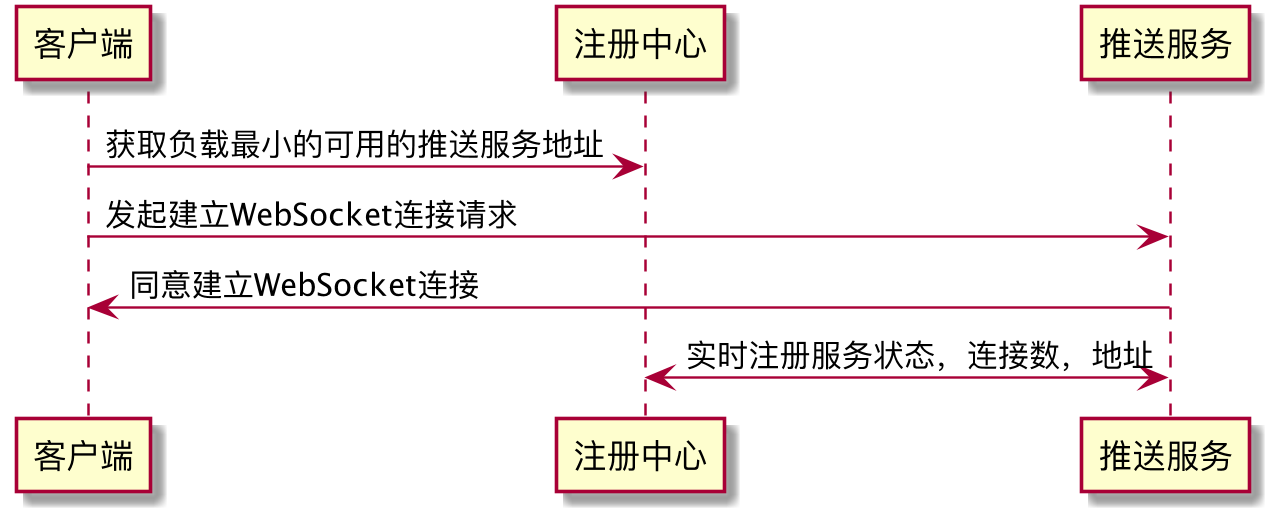 客户端
注册中心
推送服务
获取负载最小的可用的推送服务地址
发起建立WebSocket连接请求
同意建立WebSocket连接
实时注册服务状态，连接数，地址
客户端
注册中心
推送服务